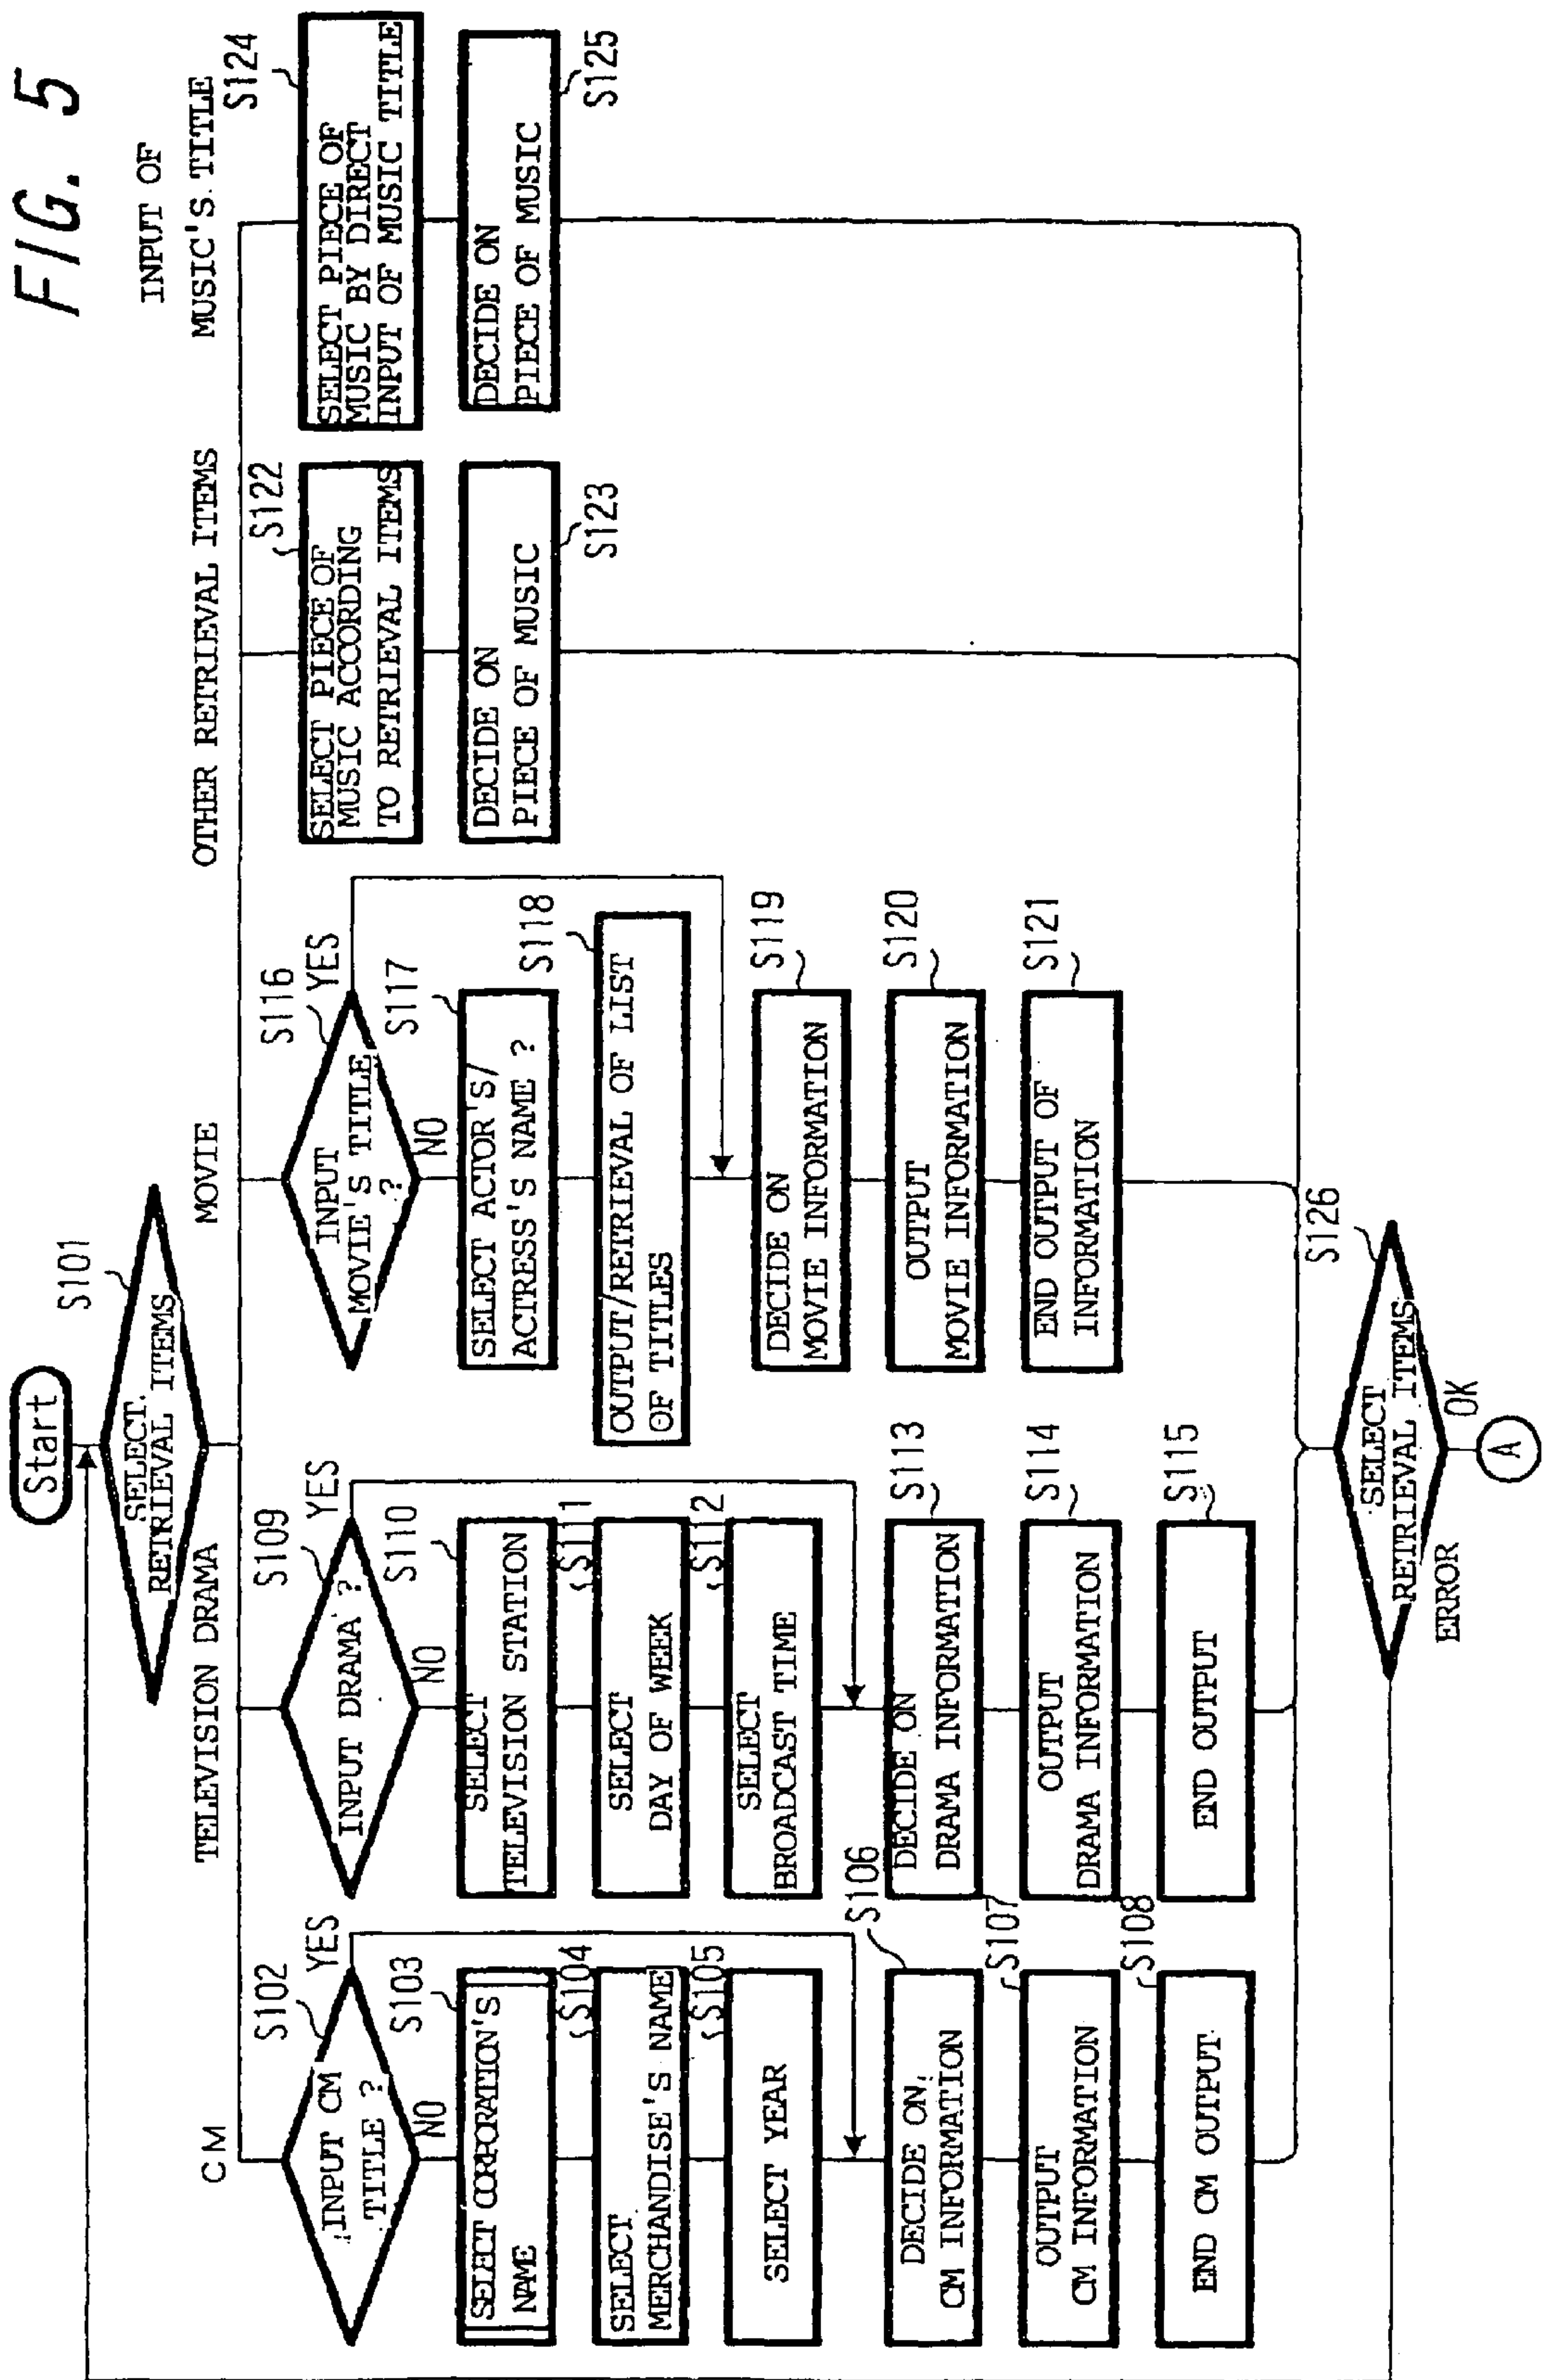 FIG. 5
Start
S101
SELECT
RETRIEVAL ITEMS
CM
S102
INPUT CM
TITLE ?
YES
NO
S103
SELECT CORPORATION'S
NAME
S104
SELECT
MERCHANDISE'S NAME
S105
SELECT YEAR
S106
DECIDE ON
CM INFORMATION
S107
OUTPUT
CM INFORMATION
S108
END CM OUTPUT
TELEVISION DRAMA
S109
INPUT DRAMA ?
YES
NO
S110
SELECT
TELEVISION STATION
S111
SELECT
DAY OF WEEK
S112
SELECT
BROADCAST TIME
S113
DECIDE ON
DRAMA INFORMATION
S114
OUTPUT
DRAMA INFORMATION
S115
END OUTPUT
MOVIE
S116
INPUT
MOVIE'S TITLE
?
YES
NO
S117
SELECT ACTOR'S/
ACTRESS'S NAME ?
S118
OUTPUT/RETRIEVAL OF LIST
OF TITLES
S119
DECIDE ON
MOVIE INFORMATION
S120
OUTPUT
MOVIE INFORMATION
S121
END OUTPUT OF
INFORMATION
OTHER RETRIEVAL ITEMS
S122
SELECT PIECE OF
MUSIC ACCORDING
TO RETRIEVAL ITEMS
S123
DECIDE ON
PIECE OF MUSIC
INPUT OF
MUSIC'S TITLE
S124
SELECT PIECE OF
MUSIC BY DIRECT
INPUT OF MUSIC TITLE
S125
DECIDE ON
PIECE OF MUSIC
S126
SELECT
RETRIEVAL ITEMS
ERROR
OK
A